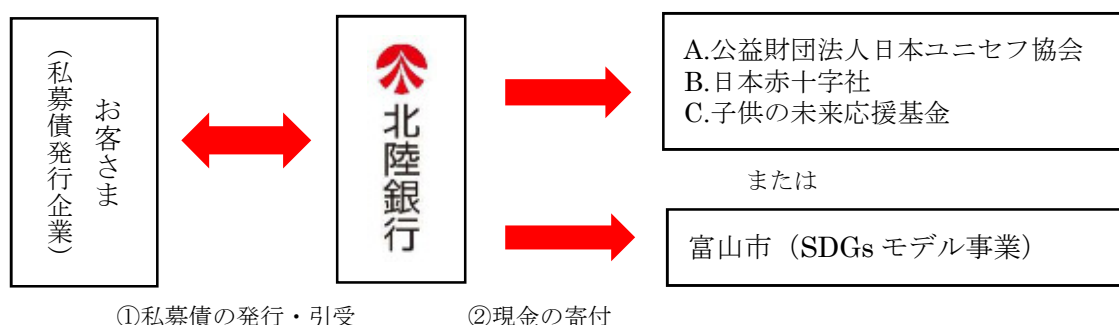 お客さま
（私募債発行企業）
北陸銀行
A.公益財団法人日本ユニセフ協会
B.日本赤十字社
C.子供の未来応援基金
または
富山市（SDGs モデル事業）
①私募債の発行・引受
②現金の寄付